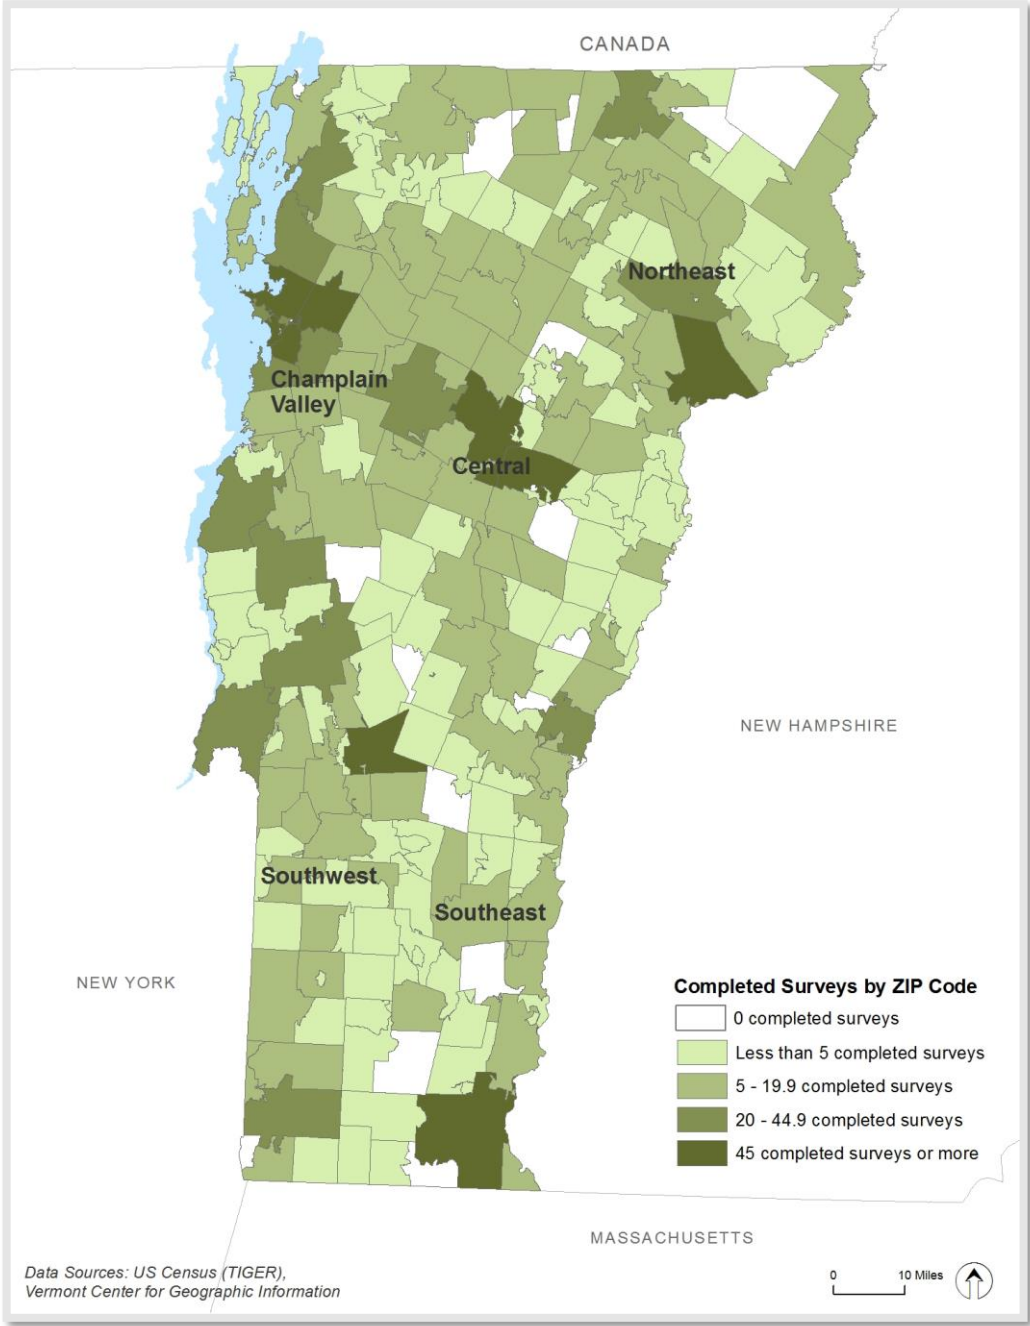 CANADA
Northeast
Champlain
Valley
Central
NEW HAMPSHIRE
Southwest
Southeast
NEW YORK
Completed Surveys by ZIP Code
0 completed surveys
Less than 5 completed surveys
5 - 19.9 completed surveys
20 - 44.9 completed surveys
45 completed surveys or more
MASSACHUSETTS
Data Sources: US Census (TIGER),
Vermont Center for Geographic Information
0 10 Miles